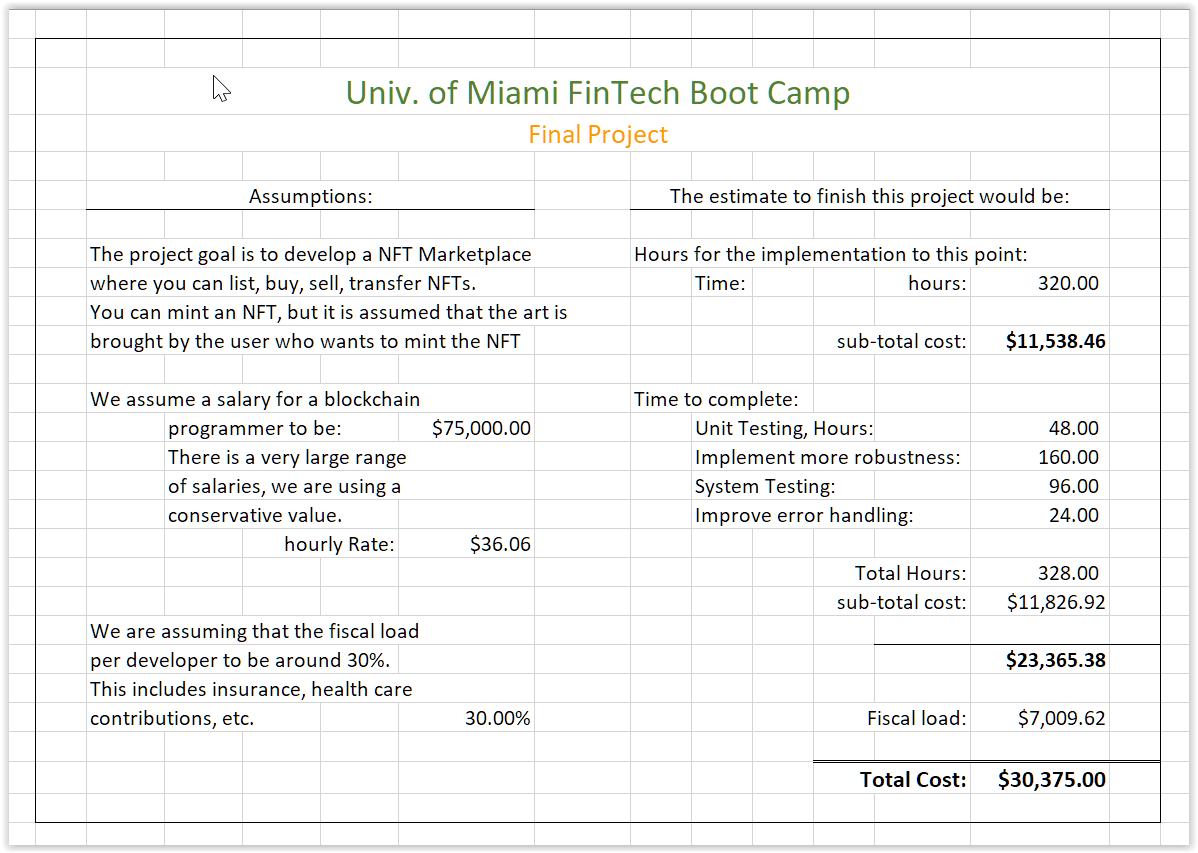 Univ. of Miami FinTech Boot Camp
Final Project
Assumptions:
The project goal is to develop a NFT Marketplace
where you can list, buy, sell, transfer NFTs.
You can mint an NFT, but it is assumed that the art is
brought by the user who wants to mint the NFT
We assume a salary for a blockchain
programmer to be: $75,000.00
There is a very large range
of salaries, we are using a
conservative value.
hourly Rate: $36.06
We are assuming that the fiscal load
per developer to be around 30%.
This includes insurance, health care
contributions, etc. 30.00%
The estimate to finish this project would be:
Hours for the implementation to this point:
Time: hours: 320.00
sub-total cost: $11,538.46
Time to complete:
Unit Testing, Hours: 48.00
Implement more robustness: 160.00
System Testing: 96.00
Improve error handling: 24.00
Total Hours: 328.00
sub-total cost: $11,826.92
$23,365.38
Fiscal load: $7,009.62
Total Cost: $30,375.00